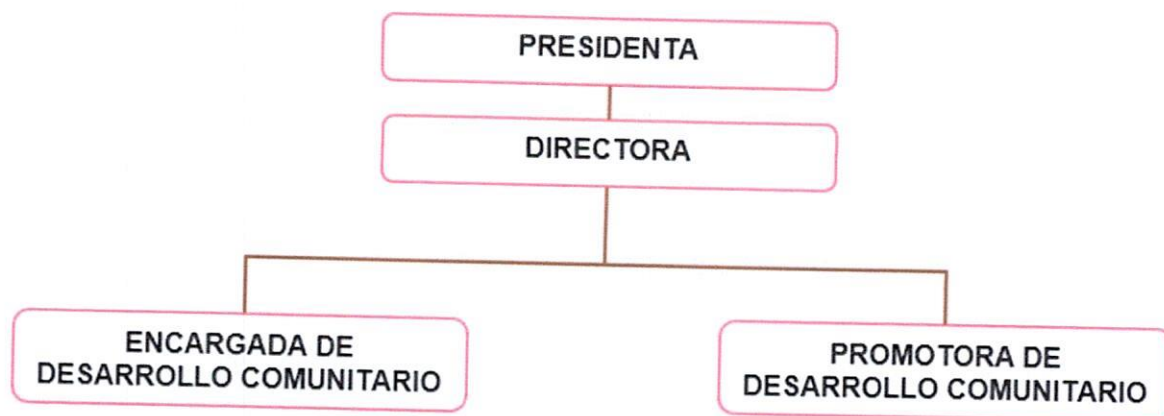 PRESIDENTA
DIRECTORA
ENCARGADA DE
DESARROLLO COMUNITARIO
PROMOTORA DE
DESARROLLO COMUNITARIO